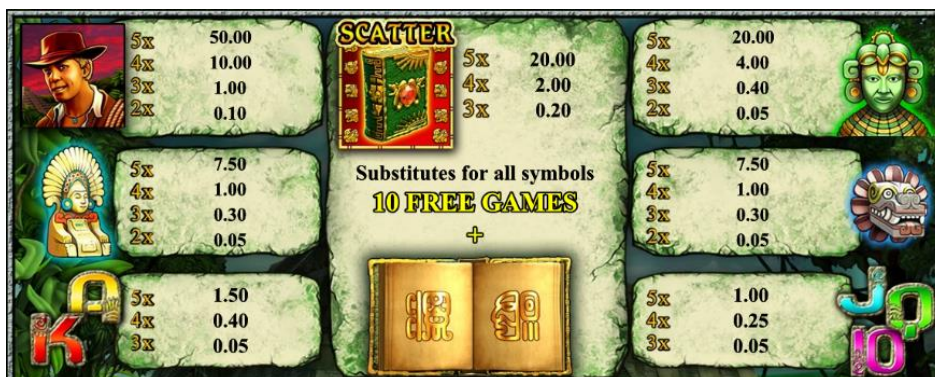 5x 50.00
4x 10.00
3x 1.00
2x 0.10
SCATTER
5x 20.00
4x 2.00
3x 0.20
5x 20.00
4x 4.00
3x 0.40
2x 0.05
5x 7.50
4x 1.00
3x 0.30
2x 0.05
Substitutes for all symbols
10 FREE GAMES
+
5x 7.50
4x 1.00
3x 0.30
2x 0.05
A
K
5x 1.50
4x 0.40
3x 0.05
5x 1.00
4x 0.25
3x 0.05
J
Q
10